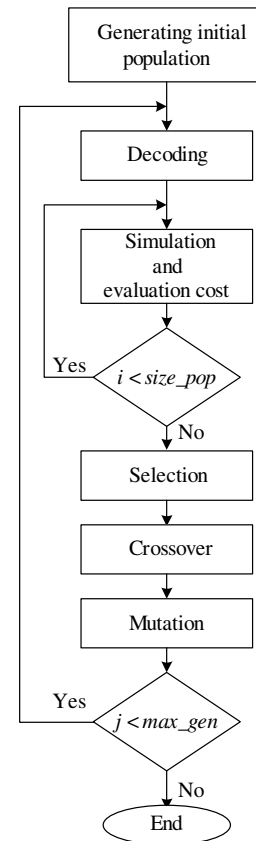 Generating initial
population
Decoding
Simulation
and
evaluation cost
Yes
i < size_pop
No
Selection
Crossover
Mutation
Yes
j < max_gen
No
End